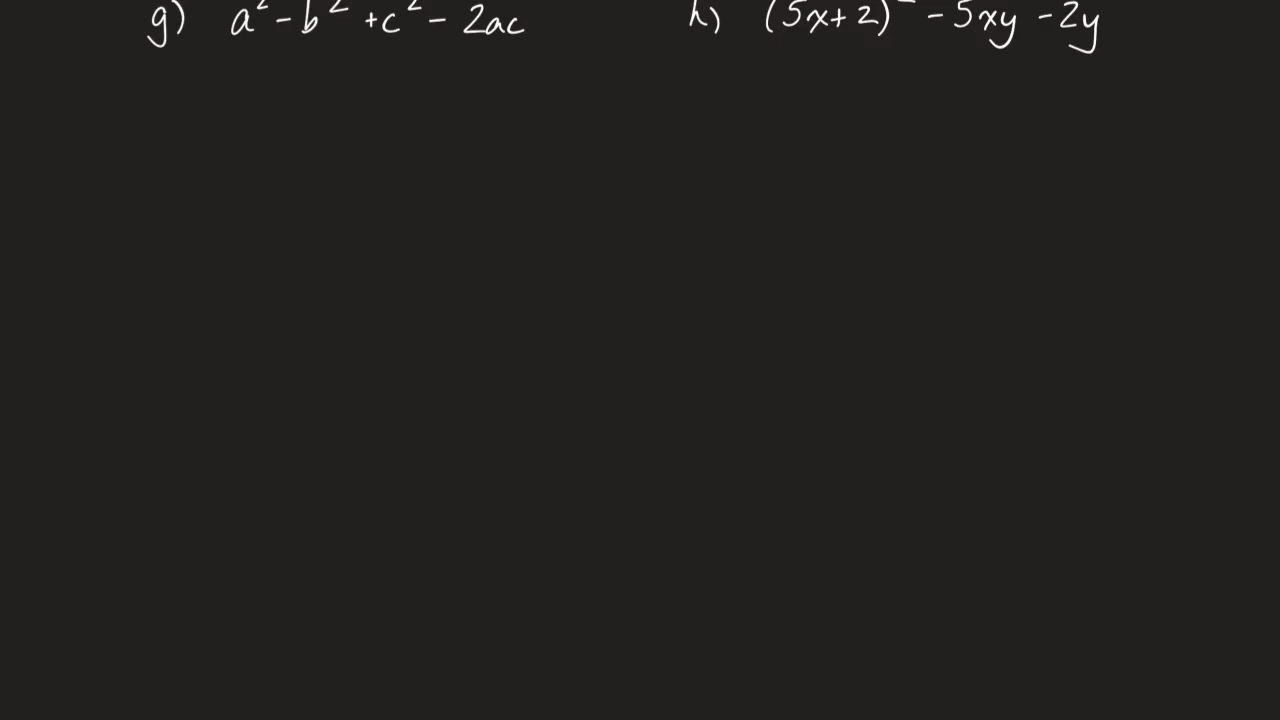 g) a² - b² + c² - 2ac h) (5x + 2)² - 5xy - 2y